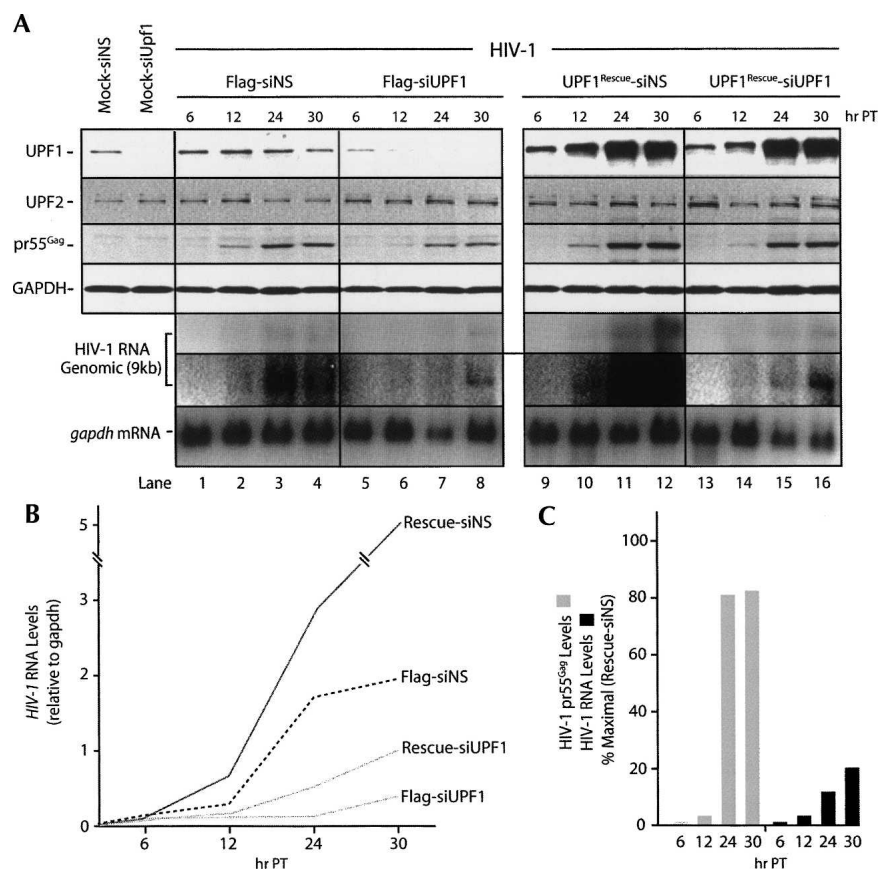 A
Mock-siNS
Mock-siUpf1
HIV-1
Flag-siNS
Flag-siUPF1
UPF1Rescue-siNS
UPF1Rescue-siUPF1
6 12 24 30 6 12 24 30 6 12 24 30 6 12 24 30 hr PT
UPF1-
UPF2-
pr55Gag-
GAPDH-
HIV-1 RNA
Genomic (9kb)
gapdh mRNA -
Lane 1 2 3 4 5 6 7 8 9 10 11 12 13 14 15 16
B
HIV-1 RNA Levels
(relative to gapdh)
5
3
2
1
0
Rescue-siNS
Flag-siNS
Rescue-siUPF1
Flag-siUPF1
6 12 24 30
hr PT
C
HIV-1 pr55Gag Levels
HIV-1 RNA Levels
% Maximal (Rescue-siNS)
100
80
60
40
20
0
6 12 24 30 6 12 24 30
hr PT